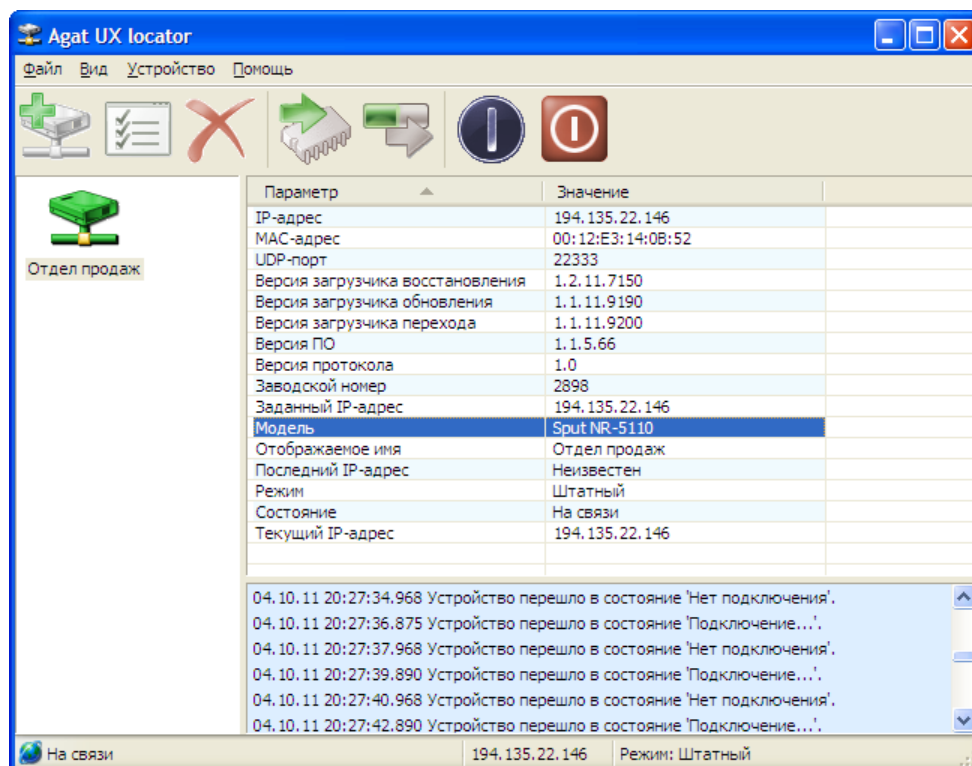 Agat UX locator
Файл Вид Устройство Помощь
Отдел продаж
Параметр Значение
IP-адрес 194.135.22.146
MAC-адрес 00:12:E3:14:0B:52
UDP-порт 22333
Версия загрузчика восстановления 1.2.11.7150
Версия загрузчика обновления 1.1.11.9190
Версия загрузчика перехода 1.1.11.9200
Версия ПО 1.1.5.66
Версия протокола 1.0
Заводской номер 2898
Заданный IP-адрес 194.135.22.146
Модель Sput NR-5110
Отображаемое имя Отдел продаж
Последний IP-адрес Неизвестен
Режим Штатный
Состояние На связи
Текущий IP-адрес 194.135.22.146
04.10.11 20:27:34.968 Устройство перешло в состояние 'Нет подключения'.
04.10.11 20:27:36.875 Устройство перешло в состояние 'Подключение...'.
04.10.11 20:27:37.968 Устройство перешло в состояние 'Нет подключения'.
04.10.11 20:27:39.890 Устройство перешло в состояние 'Подключение...'.
04.10.11 20:27:40.968 Устройство перешло в состояние 'Нет подключения'.
04.10.11 20:27:42.890 Устройство перешло в состояние 'Подключение...'.
На связи 194.135.22.146 Режим: Штатный